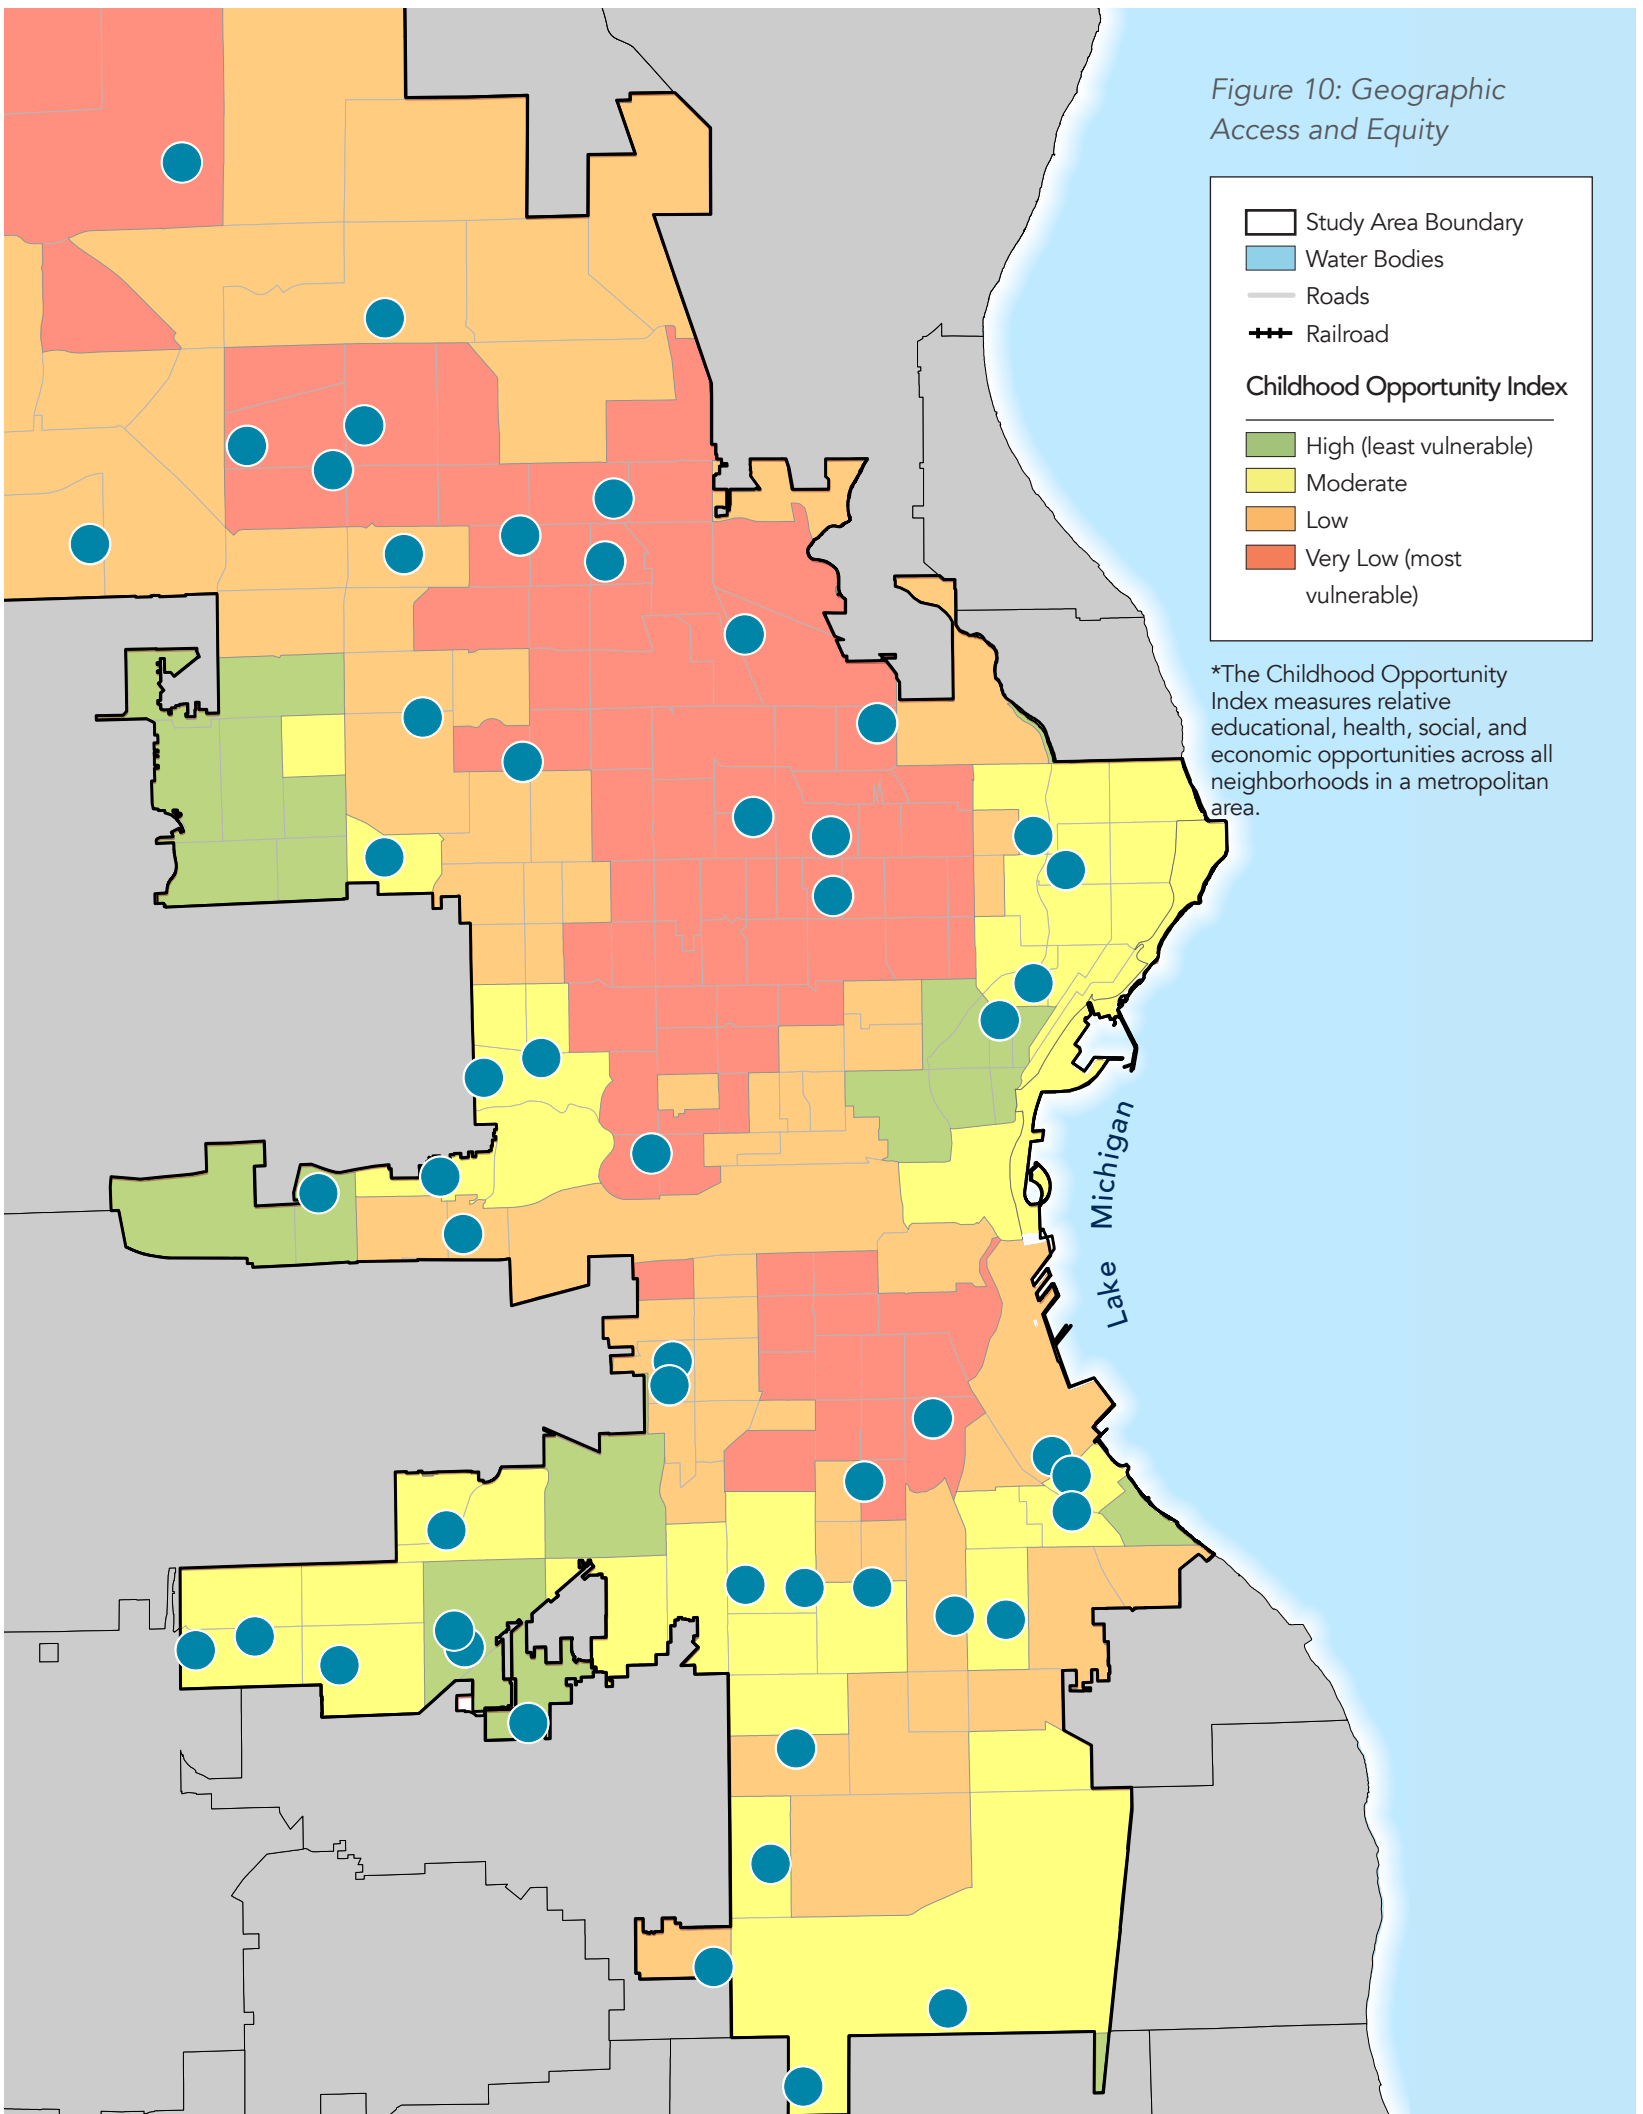 Figure 10: Geographic
Access and Equity
Study Area Boundary
Water Bodies
Roads
Railroad
Childhood Opportunity Index
High (least vulnerable)
Moderate
Low
Very Low (most
vulnerable)
*The Childhood Opportunity
Index measures relative
educational, health, social, and
economic opportunities across all
neighborhoods in a metropolitan
area.
Lake Michigan